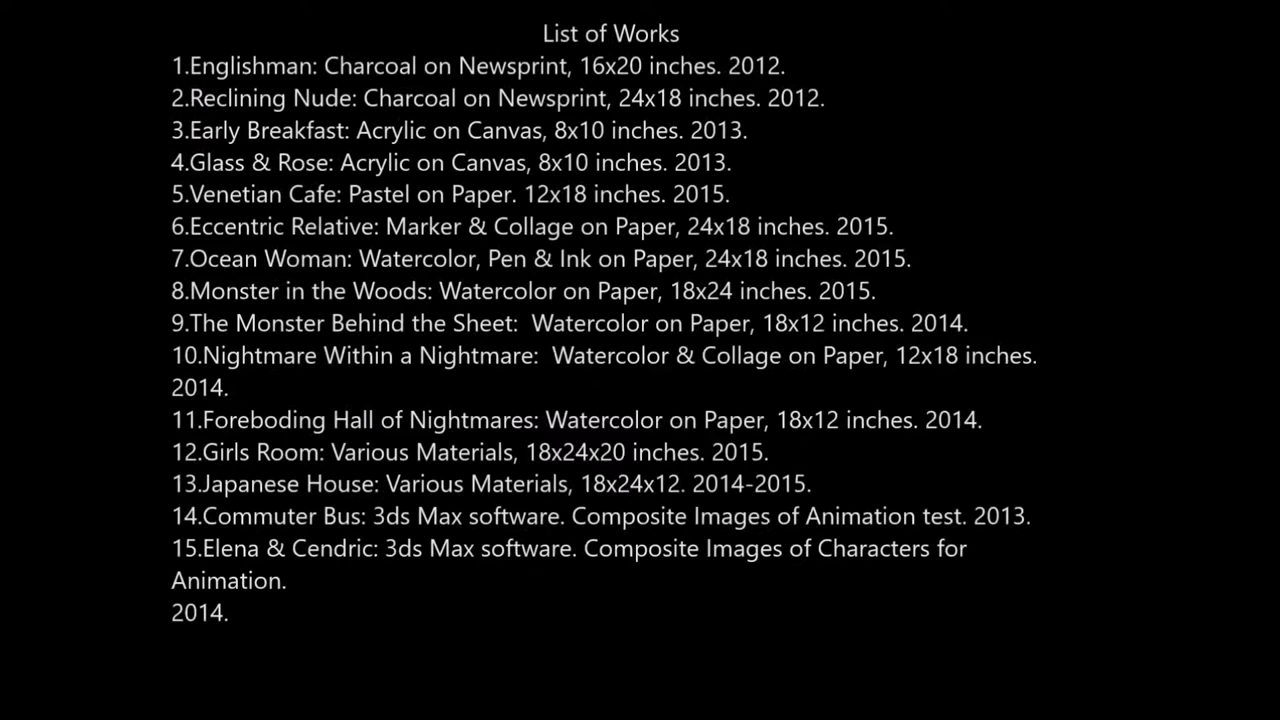 List of Works
1.Englishman: Charcoal on Newsprint, 16x20 inches. 2012.
2.Reclining Nude: Charcoal on Newsprint, 24x18 inches. 2012.
3.Early Breakfast: Acrylic on Canvas, 8x10 inches. 2013.
4.Glass & Rose: Acrylic on Canvas, 8x10 inches. 2013.
5.Venetian Cafe: Pastel on Paper. 12x18 inches. 2015.
6.Eccentric Relative: Marker & Collage on Paper, 24x18 inches. 2015.
7.Ocean Woman: Watercolor, Pen & Ink on Paper, 24x18 inches. 2015.
8.Monster in the Woods: Watercolor on Paper, 18x24 inches. 2015.
9.The Monster Behind the Sheet:  Watercolor on Paper, 18x12 inches. 2014.
10.Nightmare Within a Nightmare:  Watercolor & Collage on Paper, 12x18 inches.
2014.
11.Foreboding Hall of Nightmares: Watercolor on Paper, 18x12 inches. 2014.
12.Girls Room: Various Materials, 18x24x20 inches. 2015.
13.Japanese House: Various Materials, 18x24x12. 2014-2015.
14.Commuter Bus: 3ds Max software. Composite Images of Animation test. 2013.
15.Elena & Cendric: 3ds Max software. Composite Images of Characters for
Animation.
2014.